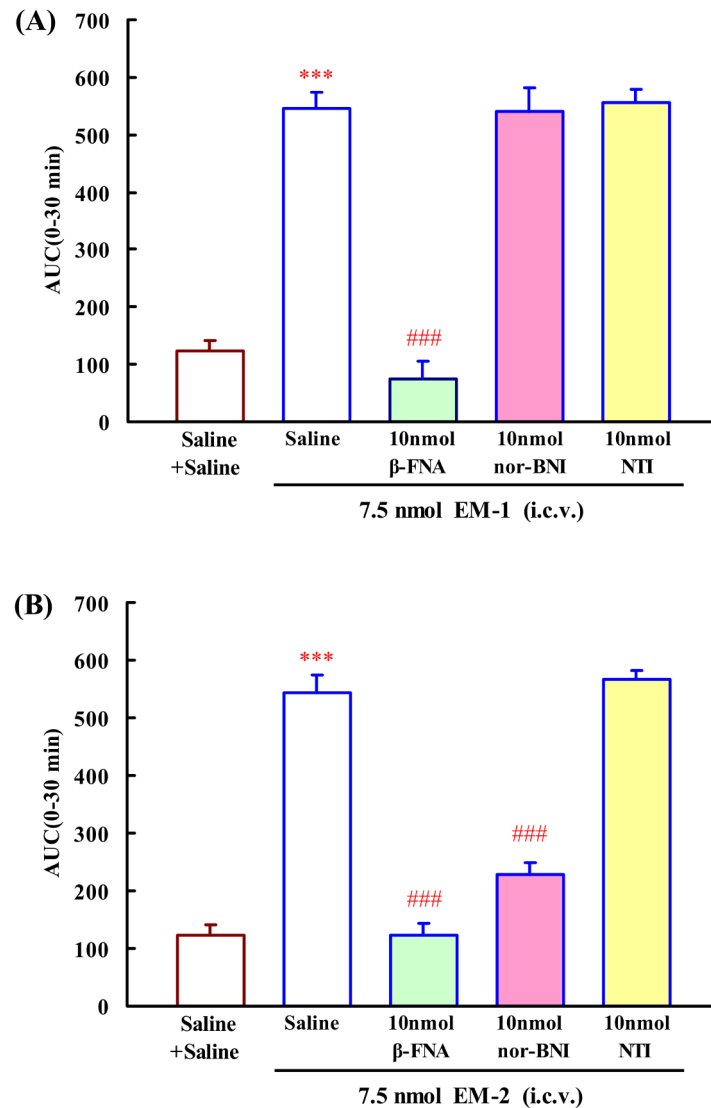 (A)
700
600
500
400
300
200
100
0
AUC(0-30 min)
***
###
Saline
+Saline
Saline
10nmol
β-FNA
10nmol
nor-BNI
10nmol
NTI
7.5 nmol EM-1 (i.c.v.)
(B)
700
600
500
400
300
200
100
0
AUC(0-30 min)
***
###
###
Saline
+Saline
Saline
10nmol
β-FNA
10nmol
nor-BNI
10nmol
NTI
7.5 nmol EM-2 (i.c.v.)